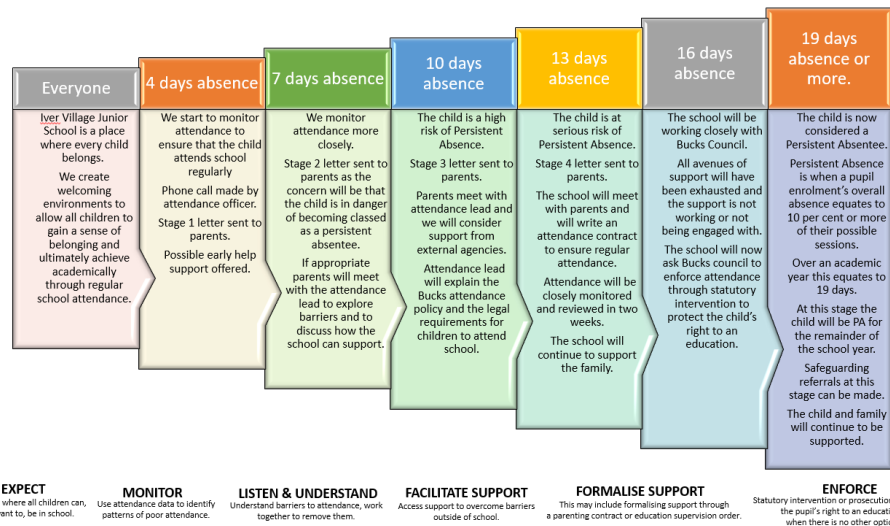 Everyone
Iver Village Junior
School is a place
where every child
belongs.
We create
welcoming
environments to
allow all children to
gain a sense of
belonging and
ultimately achieve
academically
through regular
school attendance.
4 days absence
We start to monitor
attendance to
ensure that the child
attends school
regularly
Phone call made by
attendance officer.
Stage 1 letter sent to
parents.
Possible early help
support offered.
7 days absence
We monitor
attendance more
closely.
Stage 2 letter sent to
parents as the
concern will be that
the child is in danger
of becoming classed
as a persistent
absentee.
If appropriate
parents will meet
with the attendance
lead to explore
barriers and to
discuss how the
school can support.
10 days
absence
The child is a high
risk of Persistent
Absence.
Stage 3 letter sent to
parents.
Parents meet with
attendance lead and
we will consider
support from
external agencies.
Attendance lead
will explain the
Bucks attendance
policy and the legal
requirements for
children to attend
school.
13 days
absence
The child is at
serious risk of
Persistent Absence.
Stage 4 letter sent to
parents.
The school will meet
with parents and
will write an
attendance contract
to ensure regular
attendance.
Attendance will be
closely monitored
and reviewed in two
weeks.
The school will
continue to support
the family.
16 days
absence
The school will be
working closely with
Bucks Council.
All avenues of
support will have
been exhausted and
the support is not
working or not
being engaged with.
The school will now
ask Bucks council to
enforce attendance
through statutory
intervention to
protect the child's
right to an
education.
19 days
absence or
more.
The child is now
considered a
Persistent Absentee.
Persistent Absence
is when a pupil
enrolment's overall
absence equates to
10 per cent or more
of their possible
sessions.
Over an academic
year this equates to
19 days.
At this stage the
child will be PA for
the remainder of
the school year.
Safeguarding
referrals at this
stage can be made.
The child and family
will continue to be
supported.
EXPECT
where all children can,
to, be in school.
MONITOR
Use attendance data to identify
patterns of poor attendance.
LISTEN & UNDERSTAND
Understand barriers to attendance, work
together to remove them.
FACILITATE SUPPORT
Access support to overcome barriers
outside of school.
FORMALISE SUPPORT
This may include formalising support through
a parenting contract or education supervision order.
ENFORCE
Statutory intervention or prosecution
the pupil's right to an
when there is no other